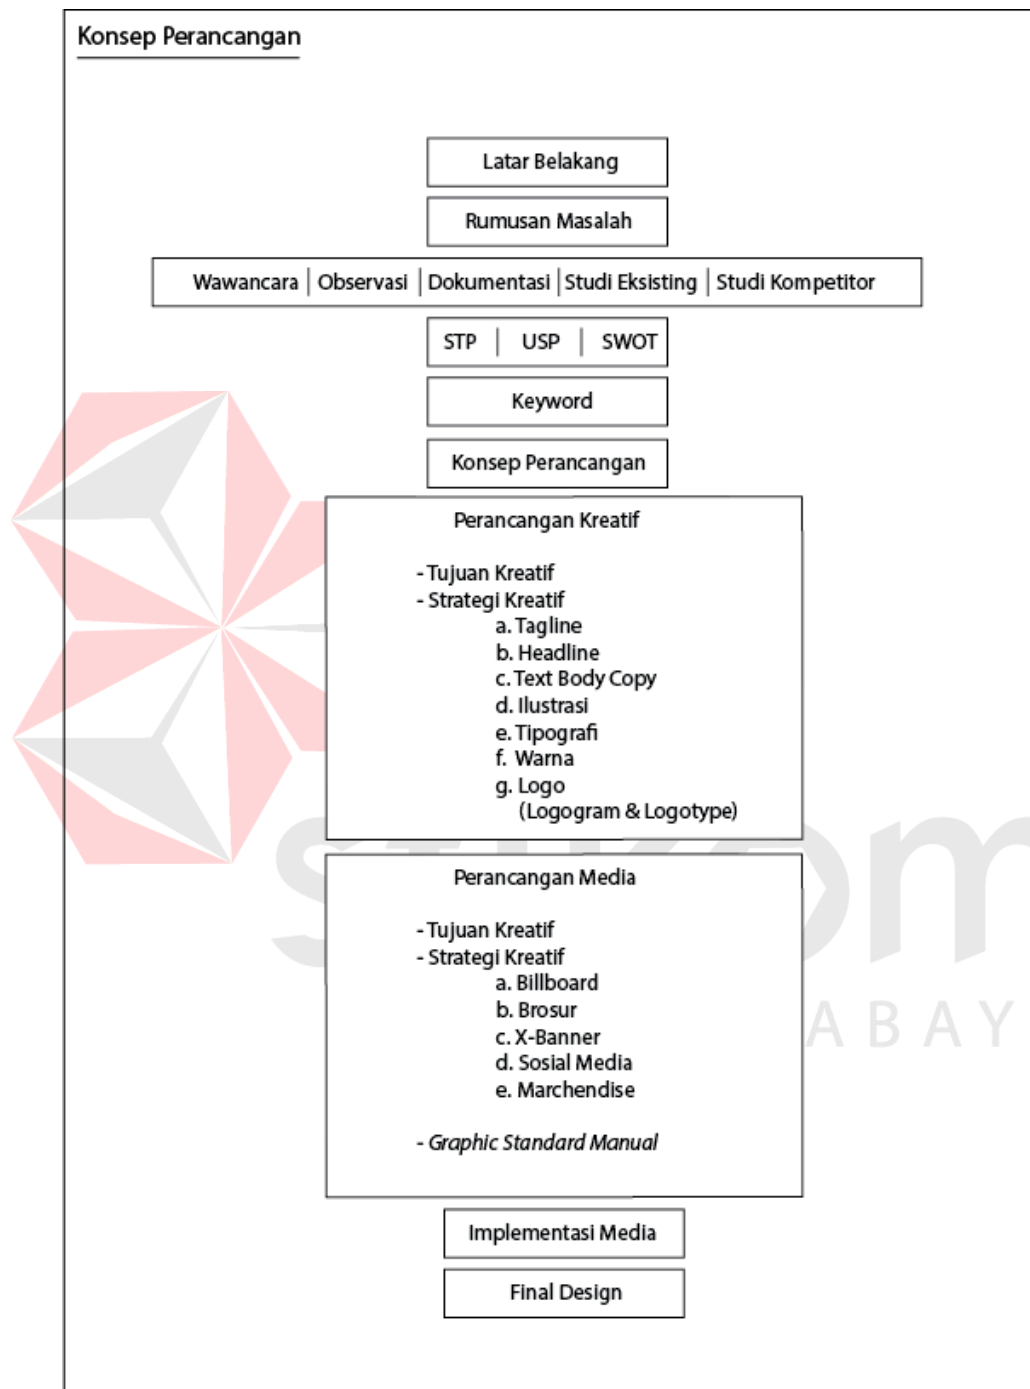 Konsep Perancangan
Latar Belakang
Rumusan Masalah
Wawancara | Observasi | Dokumentasi | Studi Eksisting | Studi Kompetitor
STP | USP | SWOT
Keyword
Konsep Perancangan
Perancangan Kreatif
- Tujuan Kreatif
- Strategi Kreatif
a. Tagline
b. Headline
c. Text Body Copy
d. Ilustrasi
e. Tipografi
f. Warna
g. Logo
(Logogram & Logotype)
Perancangan Media
- Tujuan Kreatif
- Strategi Kreatif
a. Billboard
b. Brosur
c. X-Banner
d. Sosial Media
e. Marchendise
- Graphic Standard Manual
Implementasi Media
Final Design